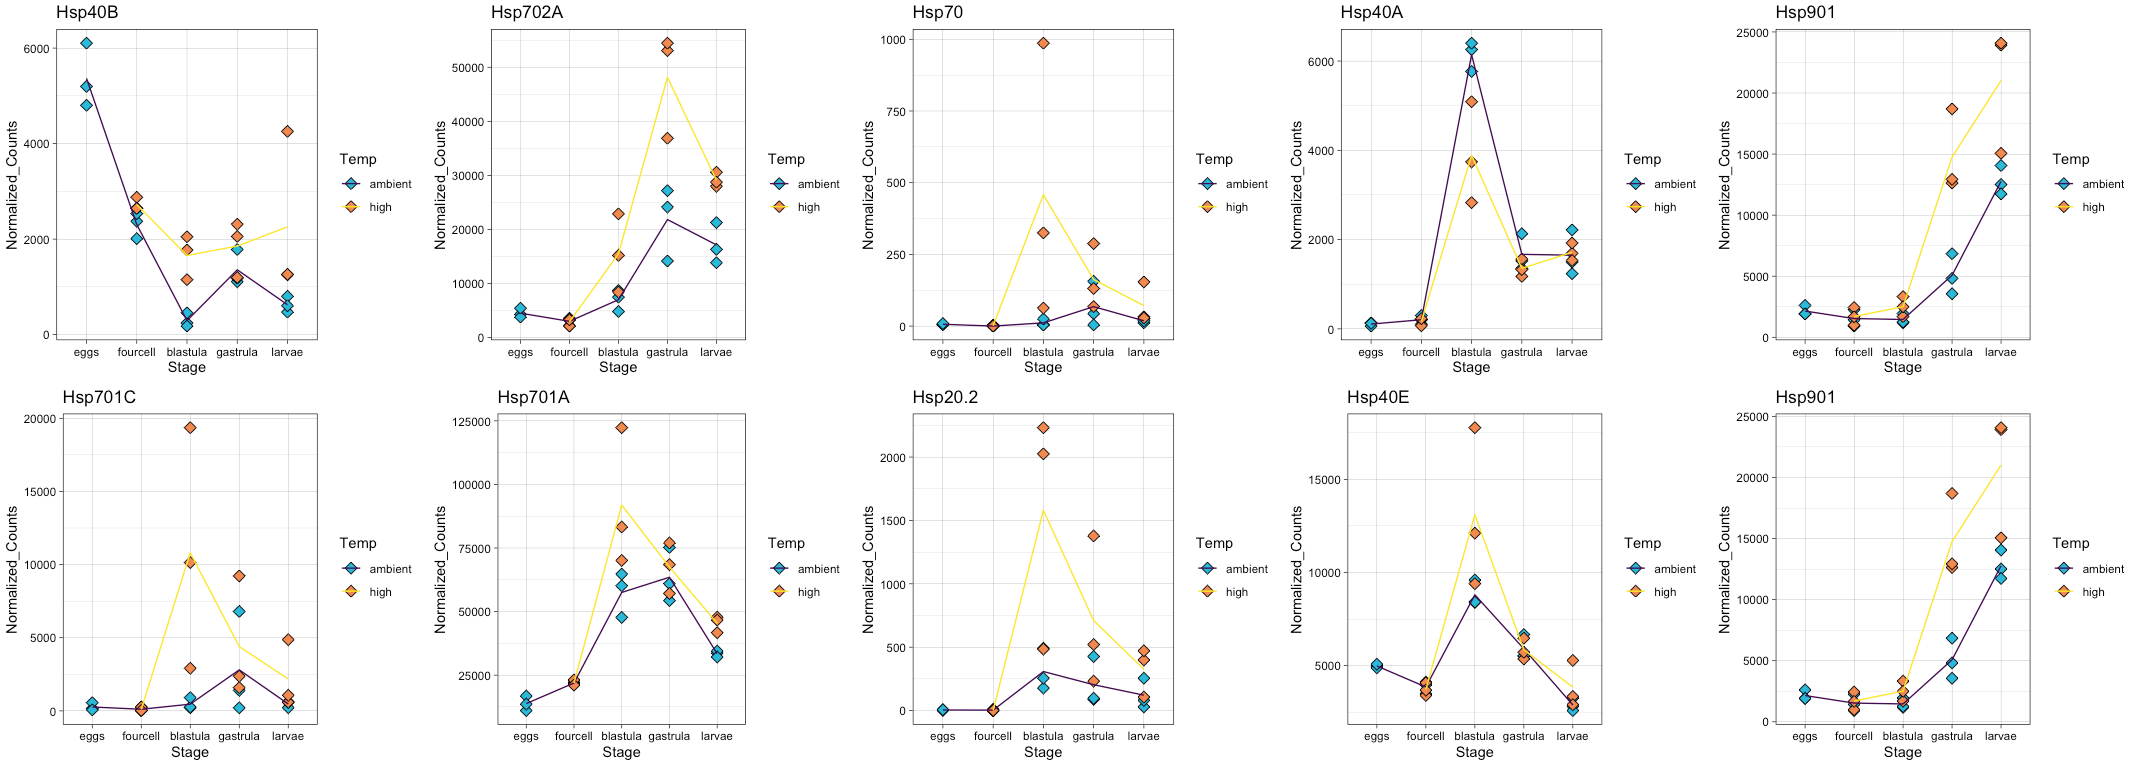 Hsp40B
Normalized_Counts
6000
4000
2000
0
eggs fourcell blastula gastrula larvae
Stage
Temp
ambient
high
Hsp702A
Normalized_Counts
50000
40000
30000
20000
10000
0
eggs fourcell blastula gastrula larvae
Stage
Temp
ambient
high
Hsp70
Normalized_Counts
1000
750
500
250
0
eggs fourcell blastula gastrula larvae
Stage
Temp
ambient
high
Hsp40A
Normalized_Counts
6000
4000
2000
0
eggs fourcell blastula gastrula larvae
Stage
Temp
ambient
high
Hsp901
Normalized_Counts
25000
20000
15000
10000
5000
0
eggs fourcell blastula gastrula larvae
Stage
Temp
ambient
high
Hsp701C
Normalized_Counts
20000
15000
10000
5000
0
eggs fourcell blastula gastrula larvae
Stage
Temp
ambient
high
Hsp701A
Normalized_Counts
125000
100000
75000
50000
25000
eggs fourcell blastula gastrula larvae
Stage
Temp
ambient
high
Hsp20.2
Normalized_Counts
2000
1500
1000
500
0
eggs fourcell blastula gastrula larvae
Stage
Temp
ambient
high
Hsp40E
Normalized_Counts
15000
10000
5000
eggs fourcell blastula gastrula larvae
Stage
Temp
ambient
high
Hsp901
Normalized_Counts
25000
20000
15000
10000
5000
0
eggs fourcell blastula gastrula larvae
Stage
Temp
ambient
high